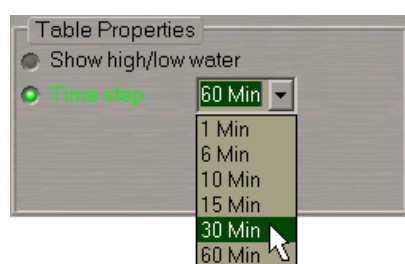 Table Properties
Show high/low water
Time step 60 Min
1 Min
6 Min
10 Min
15 Min
30 Min
60 Min